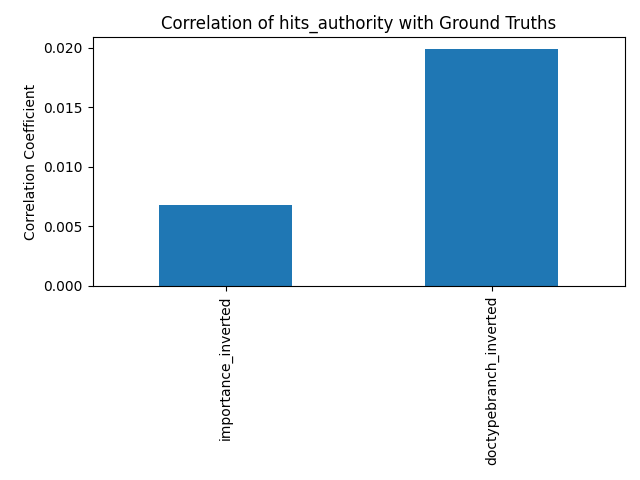 Correlation of hits_authority with Ground Truths
Correlation Coefficient
0.020
0.015
0.010
0.005
0.000
importance_inverted
doctypebranch_inverted